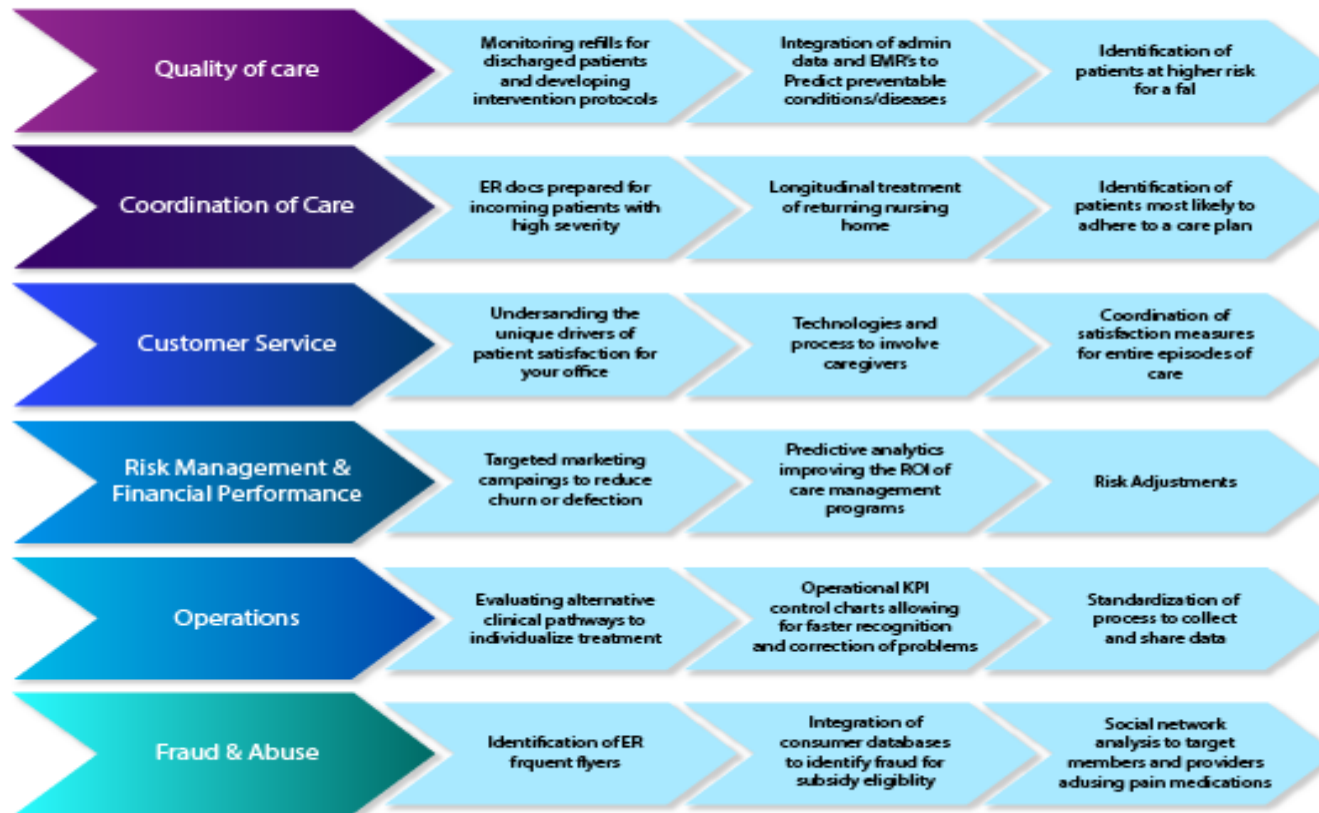 Quality of care
Monitoring refills for
discharged patients
and developing
intervention protocols
Integration of admin
data and EMR's to
Predict preventable
conditions/diseases
Identification of
patients at higher risk
for a fal
Coordination of Care
ER docs prepared for
incoming patients with
high severity
Longitudinal treatment
of returning nursing
home
Identification of
patients most likely to
adhere to a care plan
Customer Service
Undersanding the
unique drivers of
patient satisfaction for
your office
Technologies and
process to involve
caregivers
Coordination of
satisfaction measures
for entire episodes of
care
Risk Management &
Financial Performance
Targeted marketing
campaings to reduce
churn or defection
Predictive analytics
improving the ROI of
care management
programs
Risk Adjustments
Operations
Evaluating alternative
clinical pathways to
individualize treatment
Operational KPI
control charts allowing
for faster recognition
and correction of problems
Standardization of
process to collect
and share data
Fraud & Abuse
Identification of ER
frquent flyers
Integration of
consumer databases
to identify fraud for
subsidy eligiblity
Social network
analysis to target
members and providers
adusing pain medications